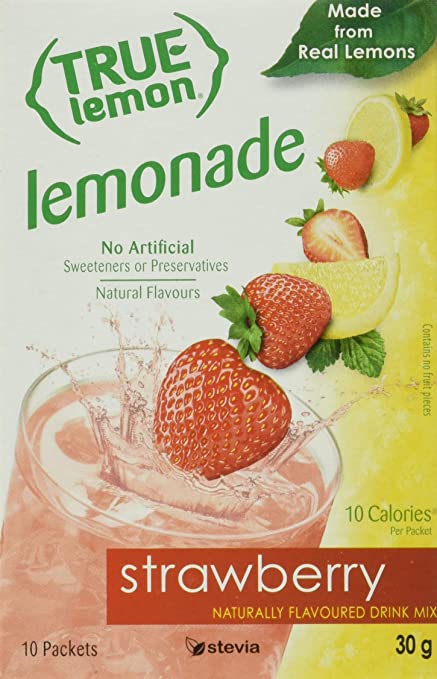 TRUE
lemon®
Made
from
Real Lemons
lemonade
No Artificial
Sweeteners or Preservatives
Natural Flavours
Contains no fruit pieces
10 Calories
Per Packet
strawberry
NATURALLY FLAVOURED DRINK MIX
10 Packets
stevia
30 g